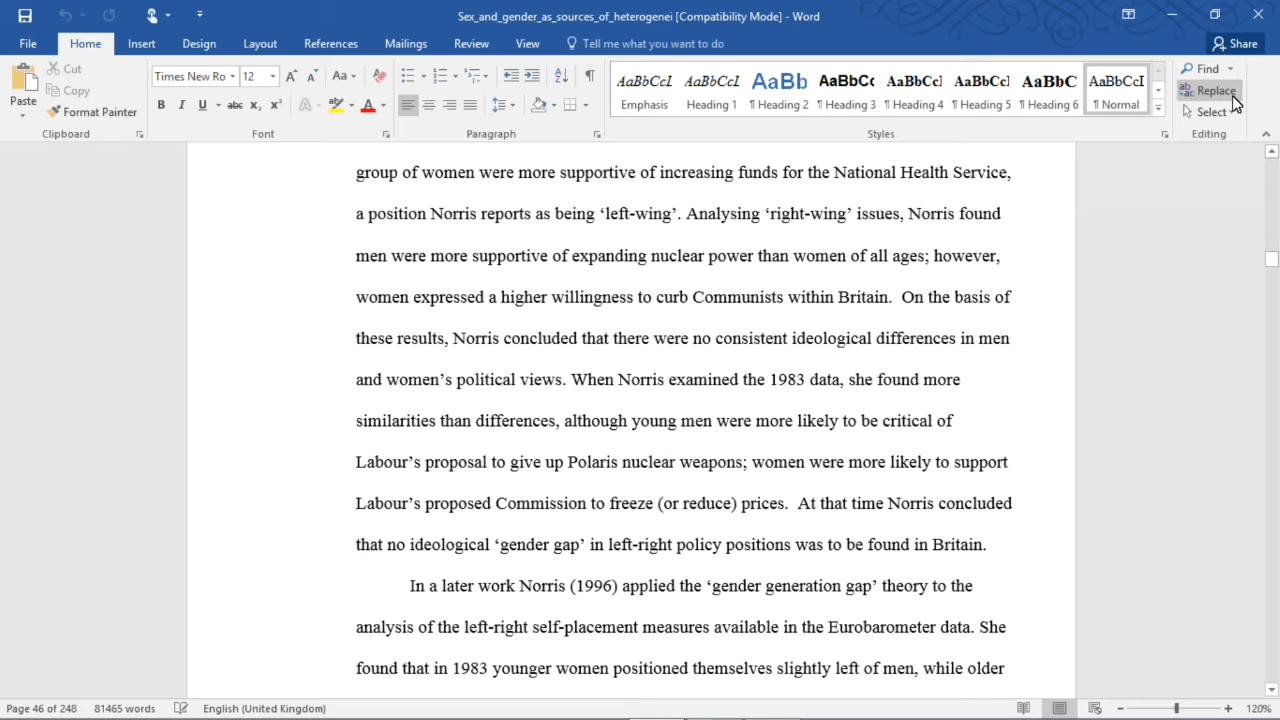 Sex_and_gender_as_sources_of_heterogenei [Compatibility Mode] - Word
File Home Insert Design Layout References Mailings Review View Tell me what you want to do Share
Paste
Cut
Copy
Format Painter
Clipboard
Times New Ro 12 Aa
B I U abc x₂ x² A ab A
Font
Paragraph
AaBbCcI AaBbCcL AaBb AaBbCc AaBbCcI AaBbCcI AaBbC AaBbCcI
Emphasis Heading 1 ¶ Heading 2 ¶ Heading 3 ¶ Heading 4 ¶ Heading 5 ¶ Heading 6 ¶ Normal
Styles
Find
Replace
Select
Editing
group of women were more supportive of increasing funds for the National Health Service,
a position Norris reports as being ‘left-wing’. Analysing ‘right-wing’ issues, Norris found
men were more supportive of expanding nuclear power than women of all ages; however,
women expressed a higher willingness to curb Communists within Britain.  On the basis of
these results, Norris concluded that there were no consistent ideological differences in men
and women’s political views. When Norris examined the 1983 data, she found more
similarities than differences, although young men were more likely to be critical of
Labour’s proposal to give up Polaris nuclear weapons; women were more likely to support
Labour’s proposed Commission to freeze (or reduce) prices.  At that time Norris concluded
that no ideological ‘gender gap’ in left-right policy positions was to be found in Britain.
In a later work Norris (1996) applied the ‘gender generation gap’ theory to the
analysis of the left-right self-placement measures available in the Eurobarometer data. She
found that in 1983 younger women positioned themselves slightly left of men, while older
Page 46 of 248 81465 words English (United Kingdom) 120%